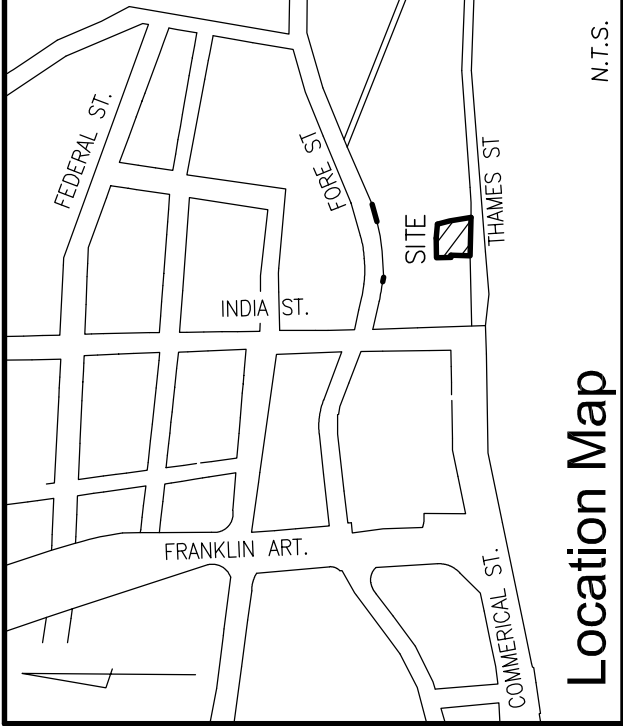 FEDERAL ST.
FORE ST
SITE
THAMES ST
INDIA ST.
FRANKLIN ART.
COMMERICAL ST.
N.T.S.
Location Map